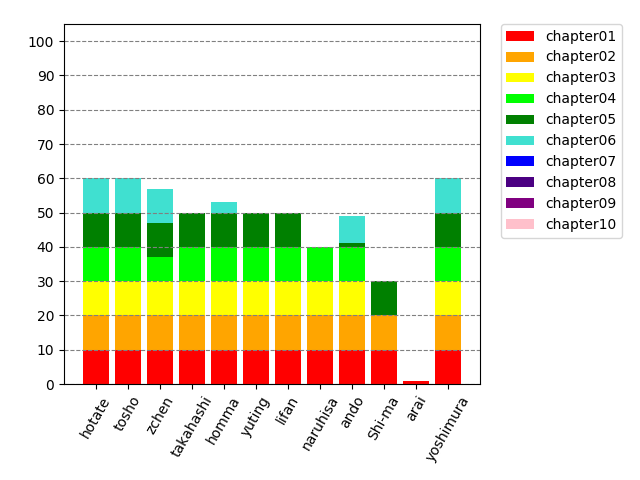 100
90
80
70
60
50
40
30
20
10
0
hotate
tosho
zchen
takahashi
homma
yuting
lifan
naruhisa
ando
Shi-ma
arai
yoshimura
chapter01
chapter02
chapter03
chapter04
chapter05
chapter06
chapter07
chapter08
chapter09
chapter10